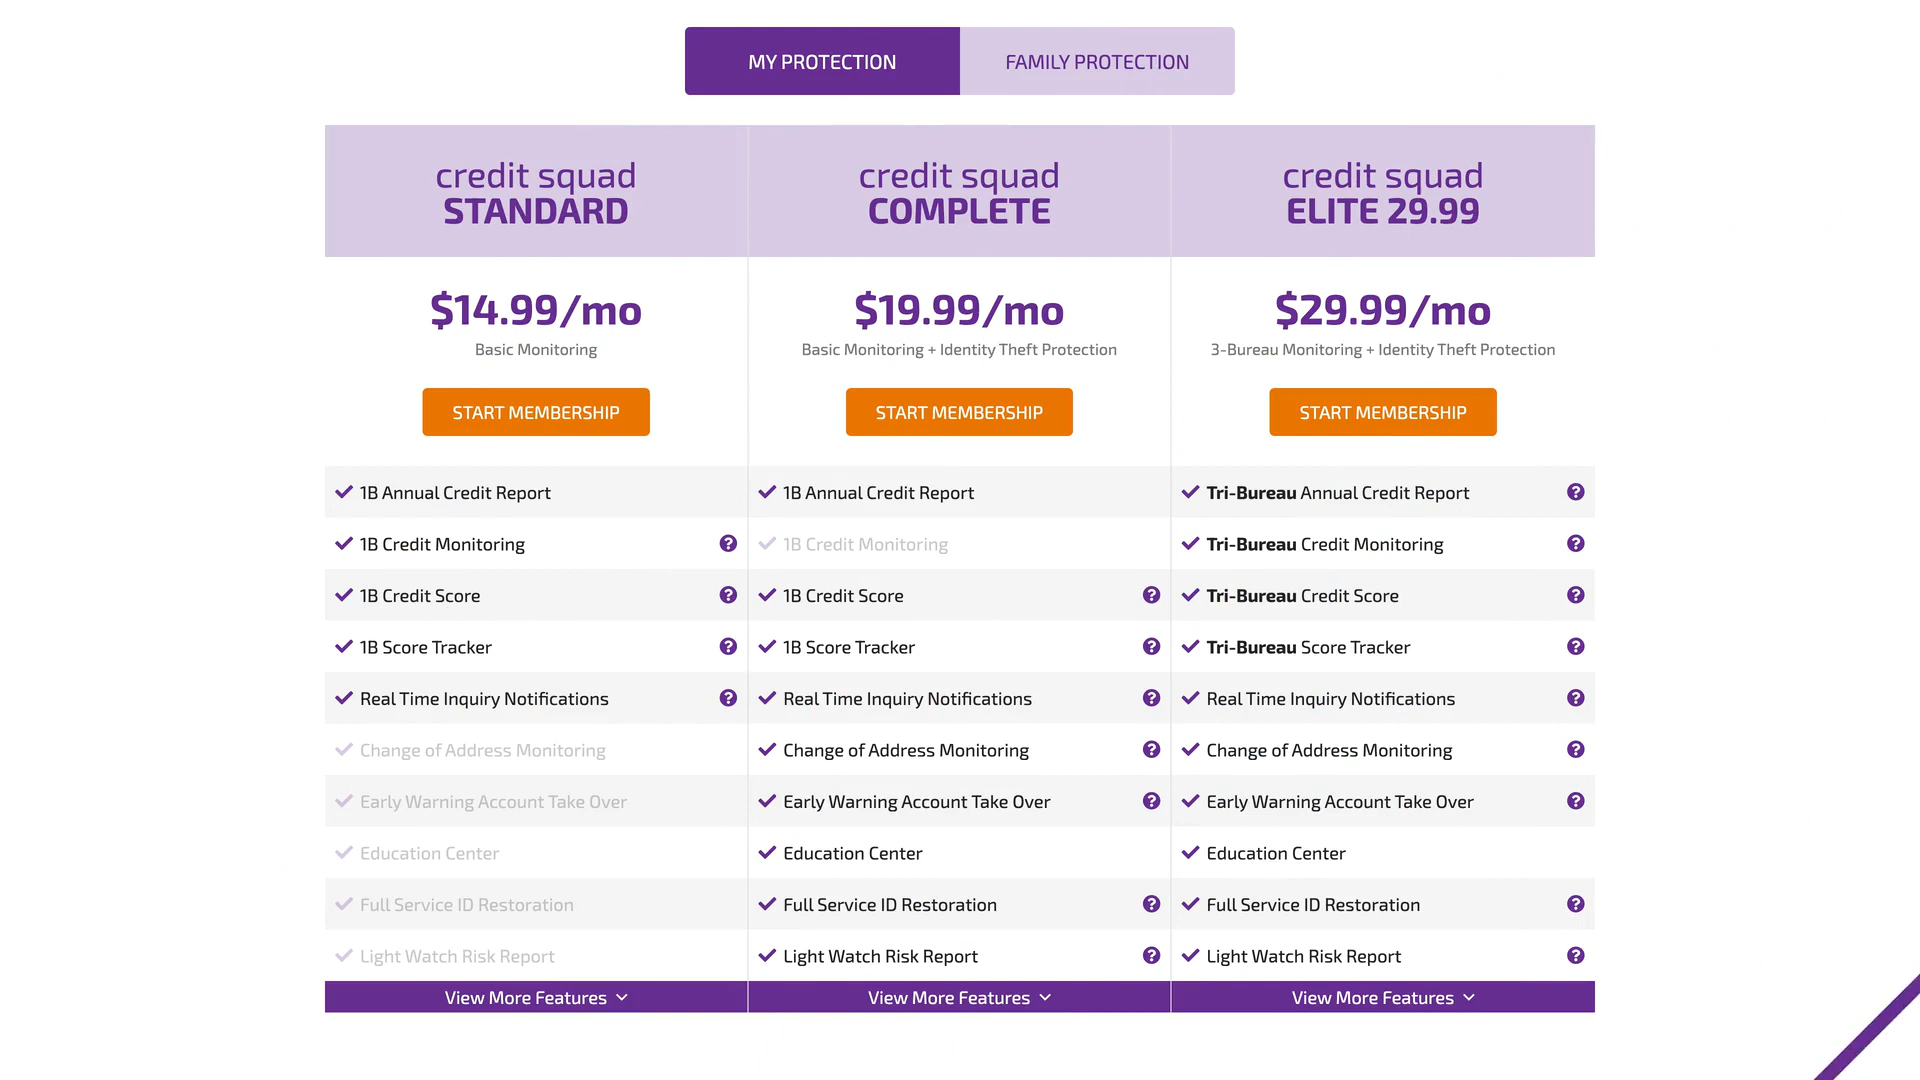 MY PROTECTION
FAMILY PROTECTION
credit squad
STANDARD
$14.99/mo
Basic Monitoring
START MEMBERSHIP
1B Annual Credit Report
1B Credit Monitoring
1B Credit Score
1B Score Tracker
Real Time Inquiry Notifications
Change of Address Monitoring
Early Warning Account Take Over
Education Center
Full Service ID Restoration
Light Watch Risk Report
View More Features
credit squad
COMPLETE
$19.99/mo
Basic Monitoring + Identity Theft Protection
START MEMBERSHIP
1B Annual Credit Report
1B Credit Monitoring
1B Credit Score
1B Score Tracker
Real Time Inquiry Notifications
Change of Address Monitoring
Early Warning Account Take Over
Education Center
Full Service ID Restoration
Light Watch Risk Report
View More Features
credit squad
ELITE 29.99
$29.99/mo
3-Bureau Monitoring + Identity Theft Protection
START MEMBERSHIP
Tri-Bureau Annual Credit Report
Tri-Bureau Credit Monitoring
Tri-Bureau Credit Score
Tri-Bureau Score Tracker
Real Time Inquiry Notifications
Change of Address Monitoring
Early Warning Account Take Over
Education Center
Full Service ID Restoration
Light Watch Risk Report
View More Features